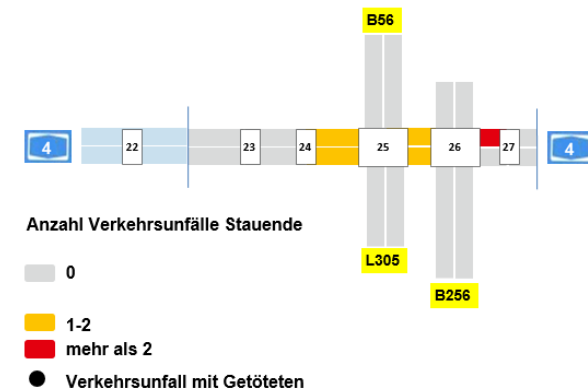 B56
4 22 23 24 25 26 27 4
L305
B256
Anzahl Verkehrsunfälle Stauende
0
1-2
mehr als 2
Verkehrsunfall mit Getöteten